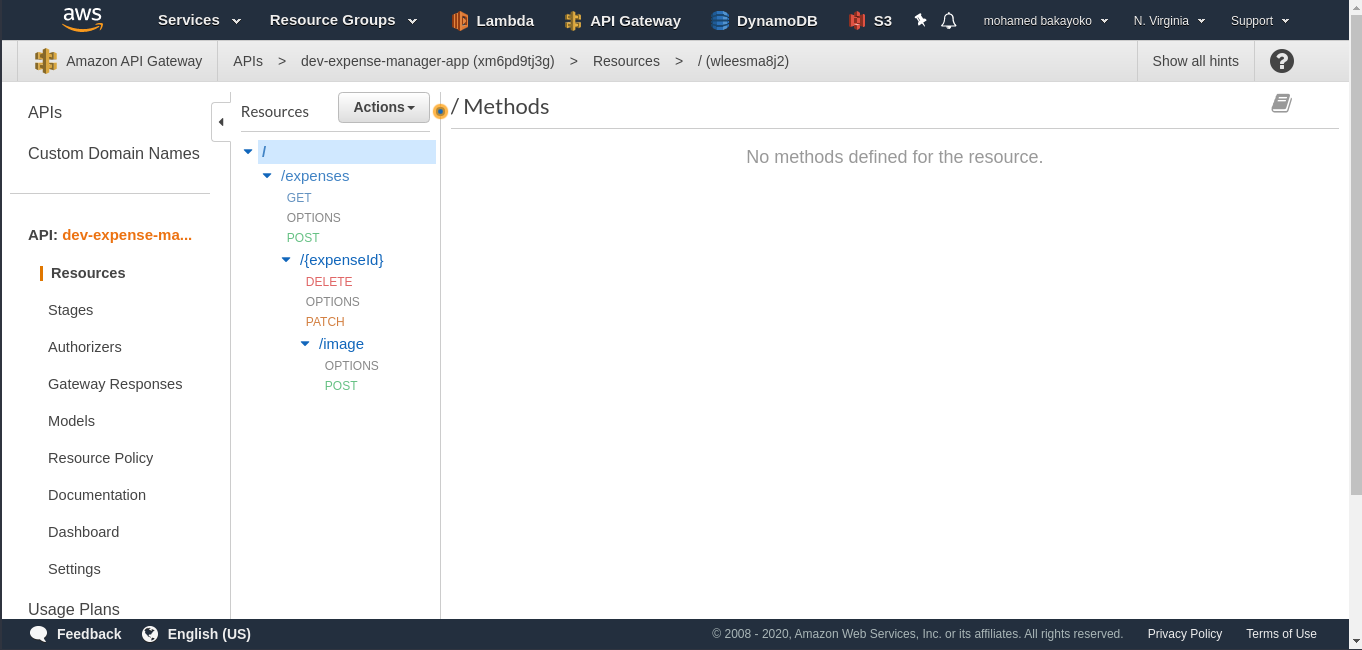 aws Services Resource Groups Lambda API Gateway DynamoDB S3 mohamed bakayoko N. Virginia Support
Amazon API Gateway APIs > dev-expense-manager-app (xm6pd9tj3g) > Resources > / (wleesma8j2) Show all hints ?
APIs
Custom Domain Names
API: dev-expense-ma...
Resources
Stages
Authorizers
Gateway Responses
Models
Resource Policy
Documentation
Dashboard
Settings
Usage Plans
Resources Actions
/
/expenses
GET
OPTIONS
POST
/{expenseId}
DELETE
OPTIONS
PATCH
/image
OPTIONS
POST
/ Methods
No methods defined for the resource.
Feedback English (US) © 2008 - 2020, Amazon Web Services, Inc. or its affiliates. All rights reserved. Privacy Policy Terms of Use